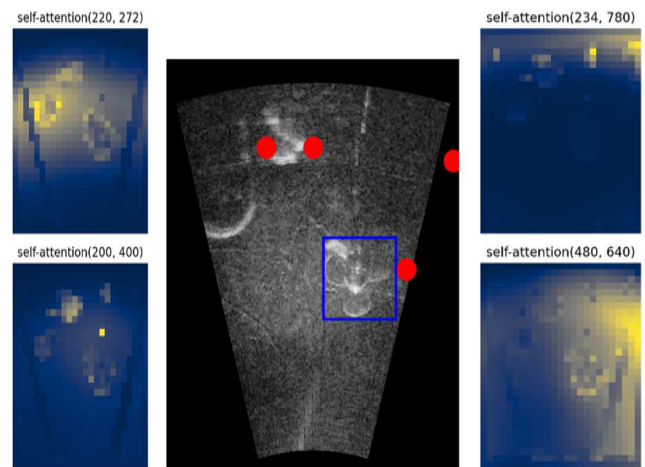 self-attention(220, 272)
self-attention(234, 780)
self-attention(200, 400)
self-attention(480, 640)